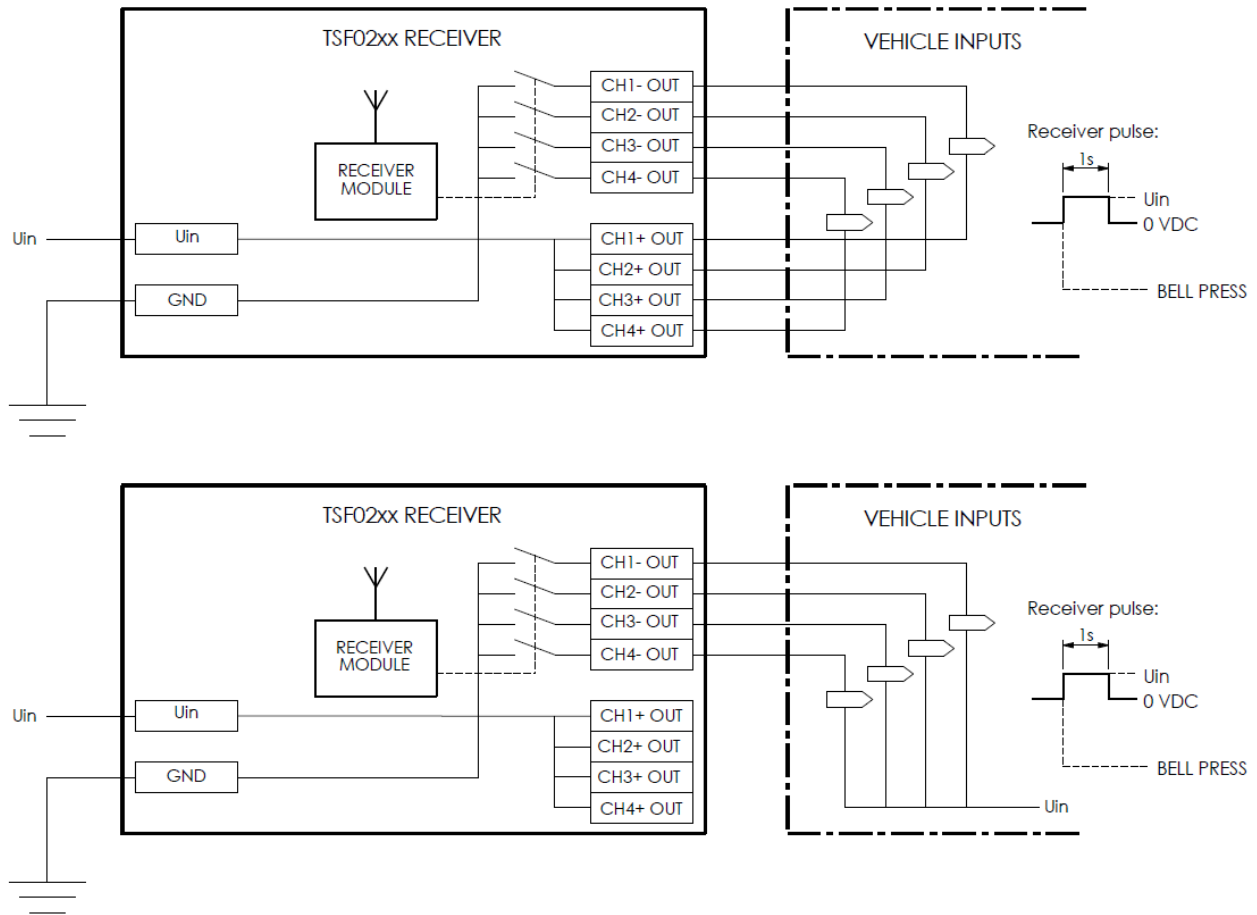 TSF02xx RECEIVER
VEHICLE INPUTS
CH1- OUT
CH2- OUT
CH3- OUT
CH4- OUT
RECEIVER
MODULE
Receiver pulse:
1s
Uin
0 VDC
BELL PRESS
Uin
Uin
GND
CH1+ OUT
CH2+ OUT
CH3+ OUT
CH4+ OUT
TSF02xx RECEIVER
VEHICLE INPUTS
CH1- OUT
CH2- OUT
CH3- OUT
CH4- OUT
RECEIVER
MODULE
Receiver pulse:
1s
Uin
0 VDC
BELL PRESS
Uin
Uin
GND
CH1+ OUT
CH2+ OUT
CH3+ OUT
CH4+ OUT
Uin